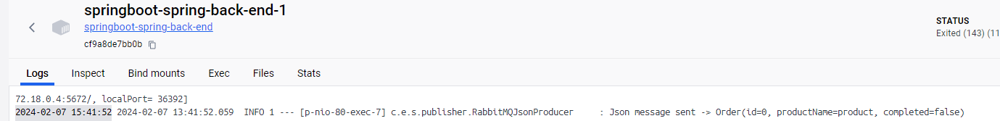 springboot-spring-back-end-1
springboot-spring-back-end
cf9a8de7bb0b
STATUS
Exited (143) (11
Logs Inspect Bind mounts Exec Files Stats
72.18.0.4:5672/, localPort= 36392]
2024-02-07 15:41:52 2024-02-07 13:41:52.059 INFO 1 --- [p-nio-80-exec-7] c.e.s.publisher.RabbitMQJsonProducer : Json message sent -> Order(id=0, productName=product, completed=false)